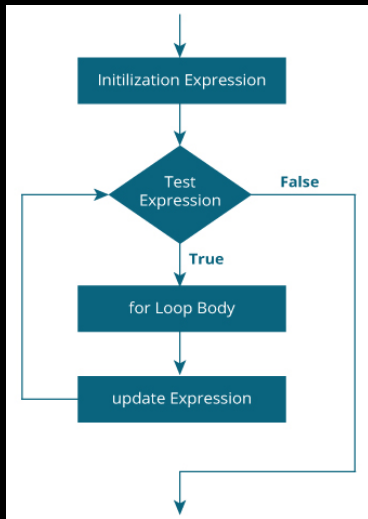 Initilization Expression
Test
Expression
False
True
for Loop Body
update Expression